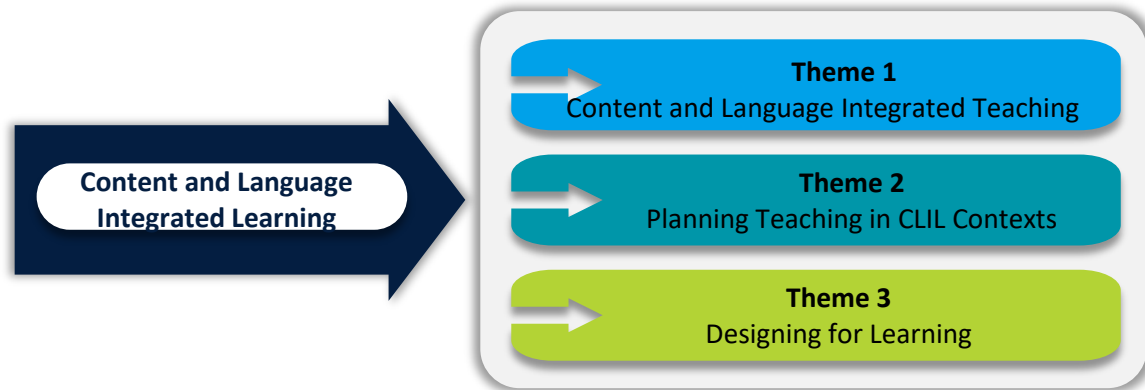 Content and Language
Integrated Learning
Theme 1
Content and Language Integrated Teaching
Theme 2
Planning Teaching in CLIL Contexts
Theme 3
Designing for Learning